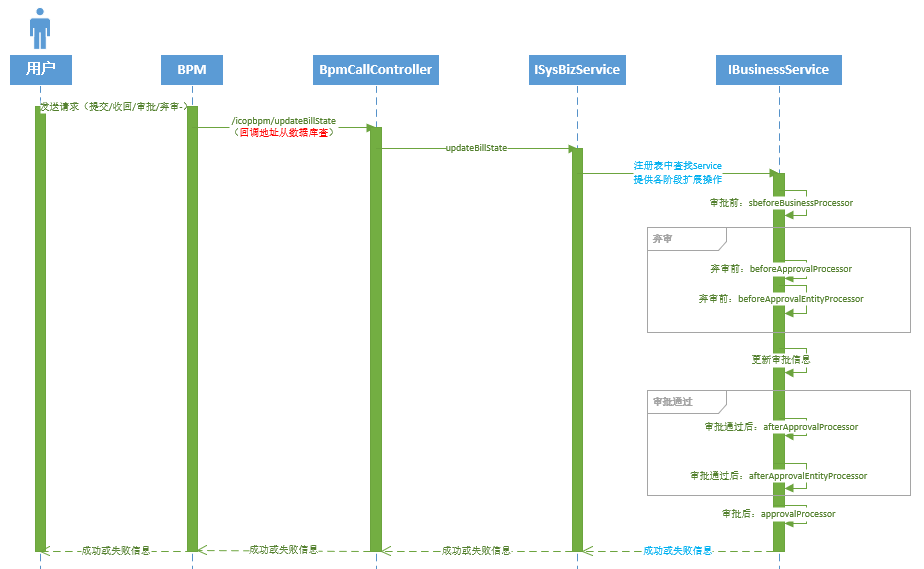 用户
BPM
BpmCallController
ISysBizService
IBusinessService
发送请求（提交/收回/审批/弃审-）
/icopbpm/updateBillState
（回调地址从数据库查）
updateBillState
注册表中查找Service
提供各阶段扩展操作
审批前：sbeforeBusinessProcessor
弃审
弃审前：beforeApprovalProcessor
弃审前：beforeApprovalEntityProcessor
更新审批信息
审批通过
审批通过后：afterApprovalProcessor
审批通过后：afterApprovalEntityProcessor
审批后：approvalProcessor
成功或失败信息
成功或失败信息
成功或失败信息
成功或失败信息